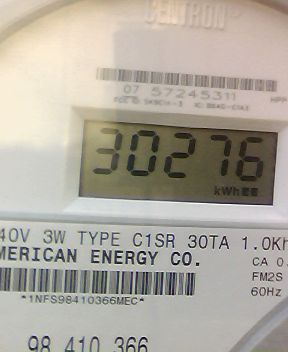 CENTRON®
07 57245311
30276
kWh
40V 3W TYPE C1SR 30TA 1.0Kh
MERICAN ENERGY CO.
CA 0.
FM2S
*1NFS98410366MEC*
60Hz
98 410 366